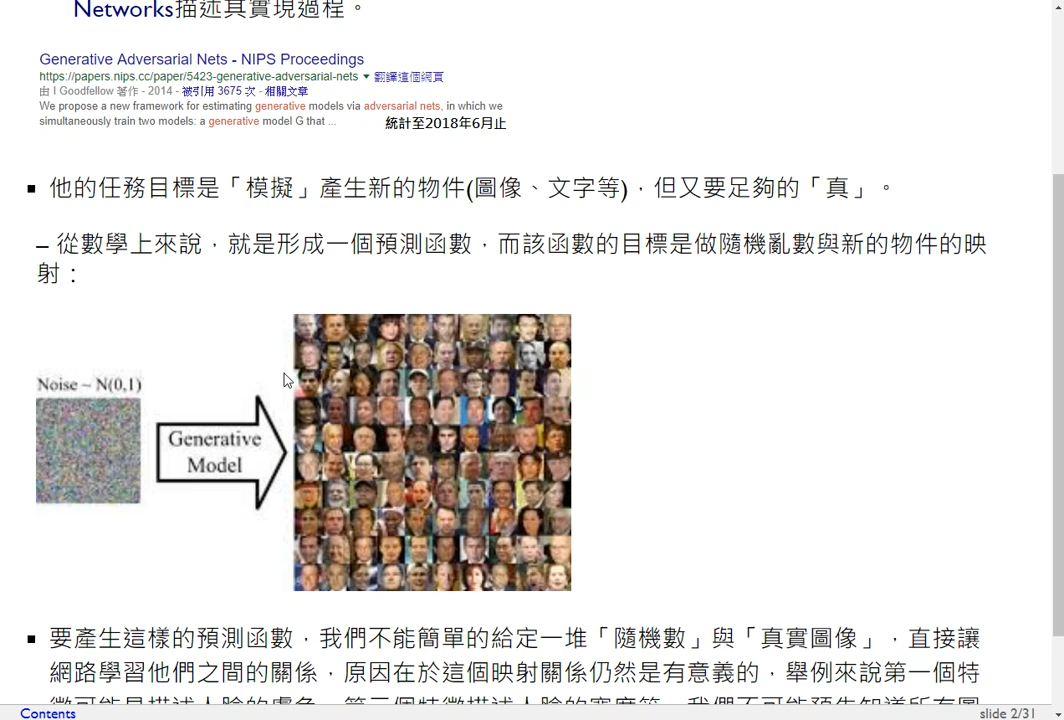 Networks描述其實現過程。
Generative Adversarial Nets - NIPS Proceedings
https://papers.nips.cc/paper/5423-generative-adversarial-nets ▾ 翻譯這個網頁
由 I Goodfellow 著作 - 2014 - 被引用 3675 次 - 相關文章
We propose a new framework for estimating generative models via adversarial nets, in which we
simultaneously train two models: a generative model G that ...
統計至2018年6月止
▪ 他的任務目標是「模擬」產生新的物件(圖像、文字等)，但又要足夠的「真」。
– 從數學上來說，就是形成一個預測函數，而該函數的目標是做隨機亂數與新的物件的映
射：
Noise ~ N(0,1)
Generative
Model
▪ 要產生這樣的預測函數，我們不能簡單的給定一堆「隨機數」與「真實圖像」，直接讓
網路學習他們之間的關係，原因在於這個映射關係仍然是有意義的，舉例來說第一個特
Contents
slide 2/31